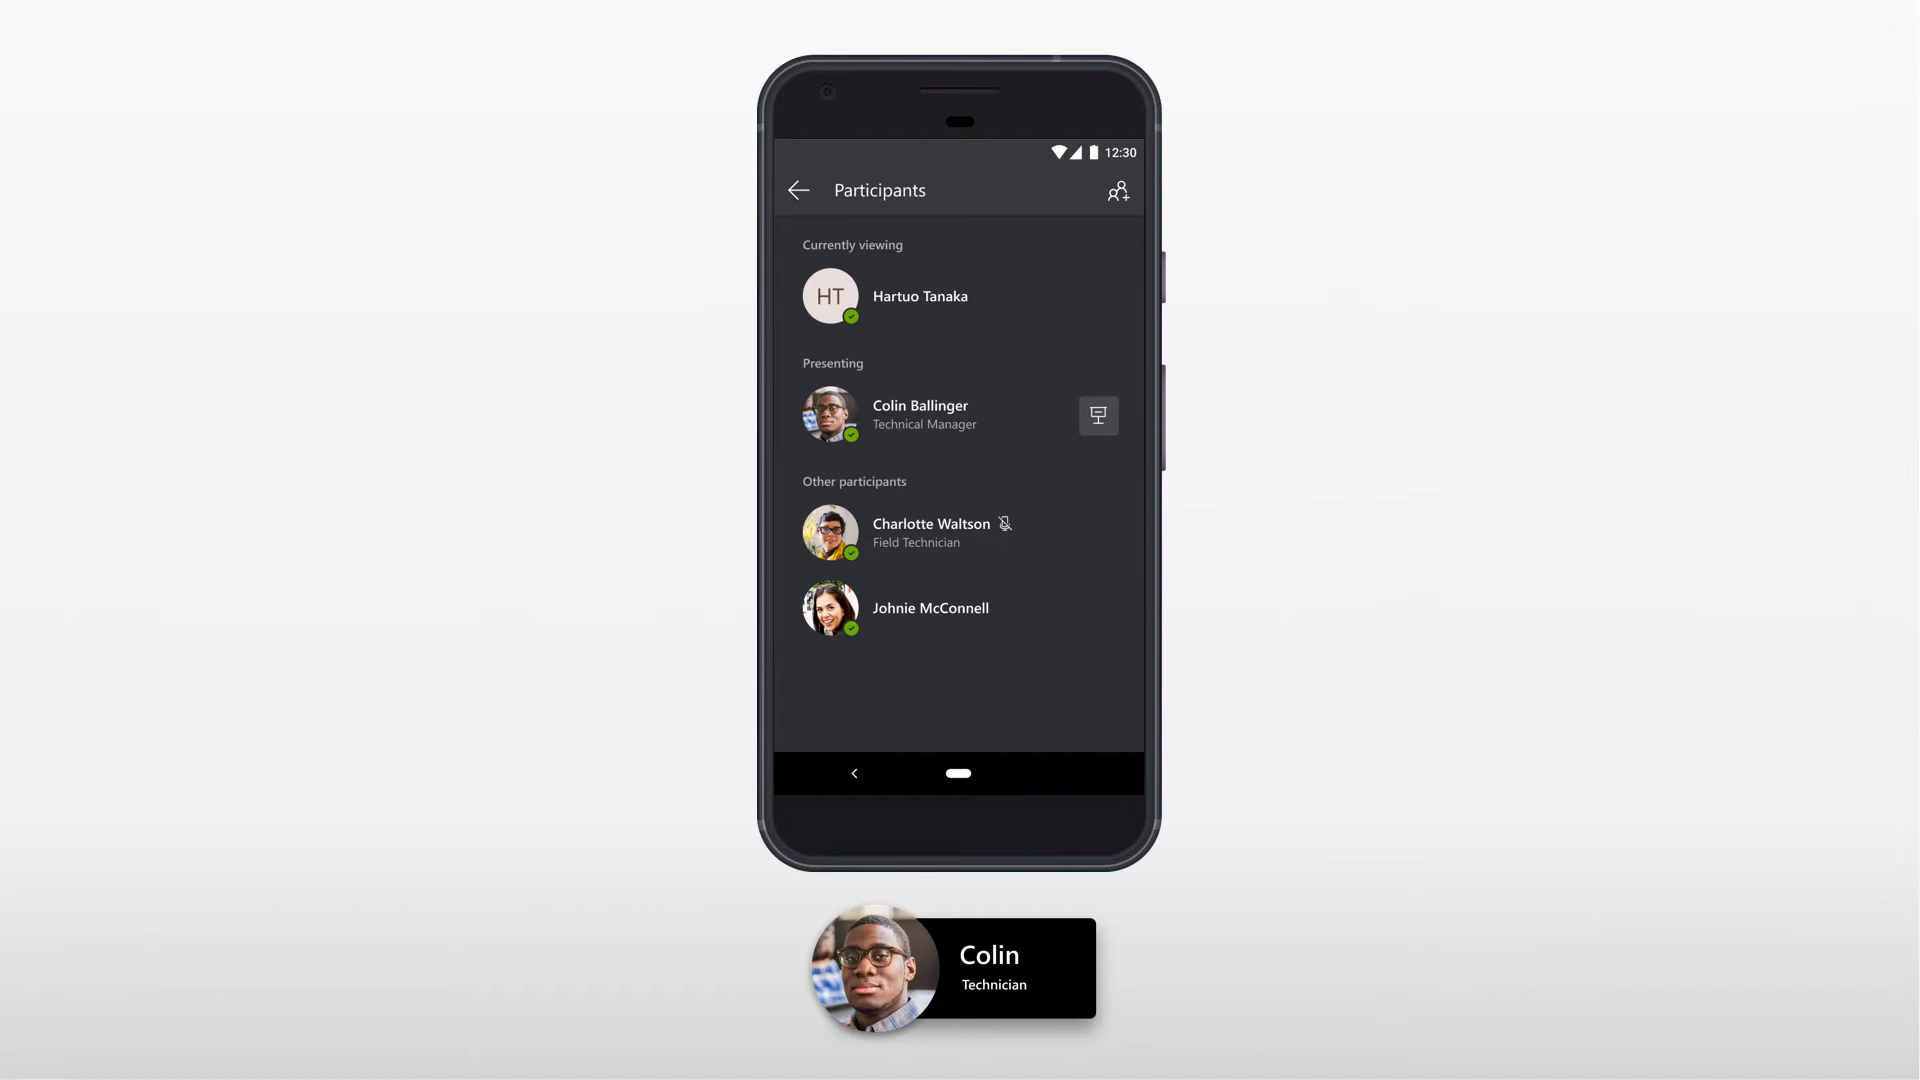 12:30
Participants
Currently viewing
HT
Hartuo Tanaka
Presenting
Colin Ballinger
Technical Manager
Other participants
Charlotte Waltson
Field Technician
Johnie McConnell
Colin
Technician